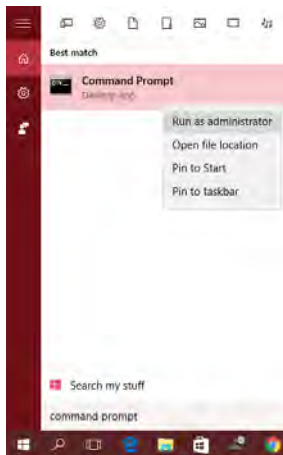 Best match
Command Prompt
Desktop app
Run as administrator
Open file location
Pin to Start
Pin to taskbar
Search my stuff
command prompt